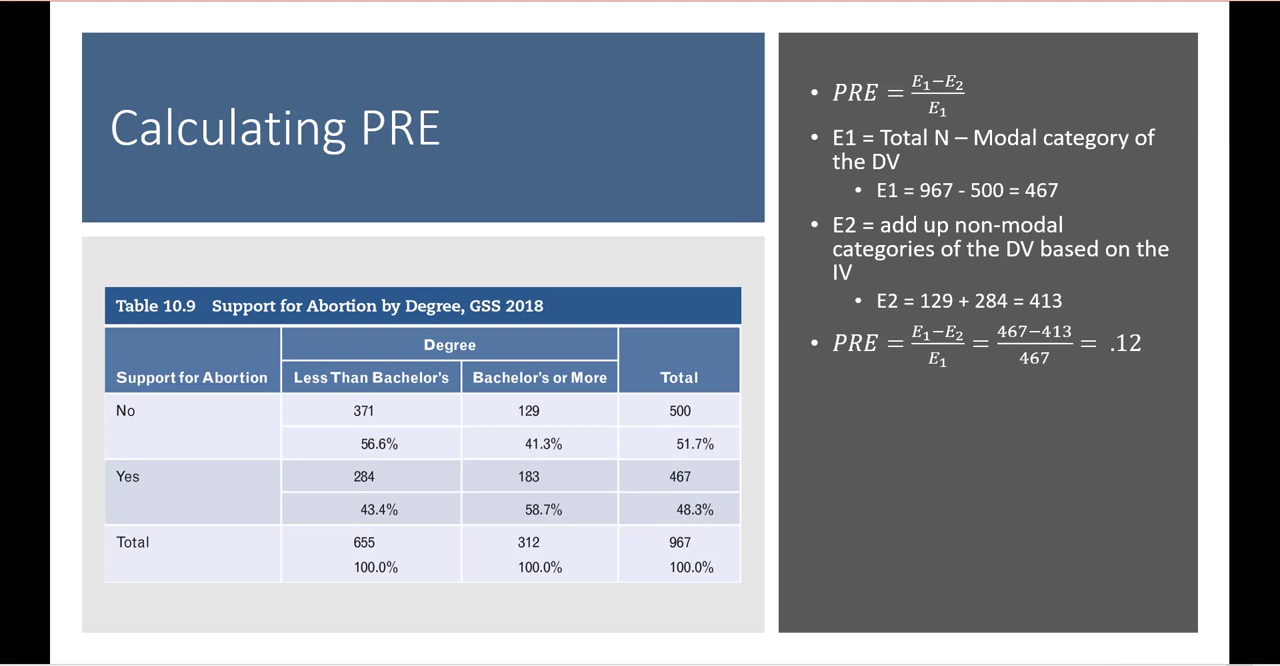 Calculating PRE
Table 10.9 Support for Abortion by Degree, GSS 2018
Degree
Support for Abortion Less Than Bachelor's Bachelor's or More Total
No 371 129 500
56.6% 41.3% 51.7%
Yes 284 183 467
43.4% 58.7% 48.3%
Total 655 312 967
100.0% 100.0% 100.0%
• PRE = (E₁−E₂)/E₁
• E1 = Total N – Modal category of
the DV
• E1 = 967 - 500 = 467
• E2 = add up non-modal
categories of the DV based on the
IV
• E2 = 129 + 284 = 413
• PRE = (E₁−E₂)/E₁ = (467−413)/467 = .12